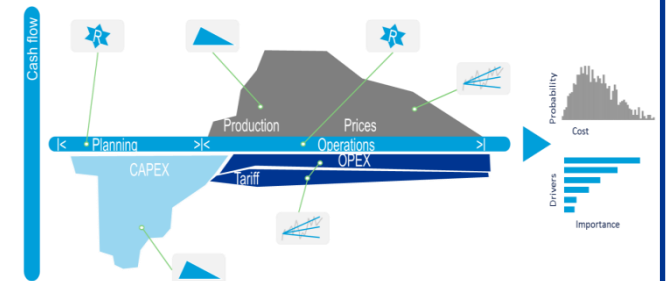 Cash flow
R
R
Production
Prices
|<
Planning
>|<
Operations
>|
CAPEX
OPEX
Tariff
Probability
Cost
Drivers
Importance